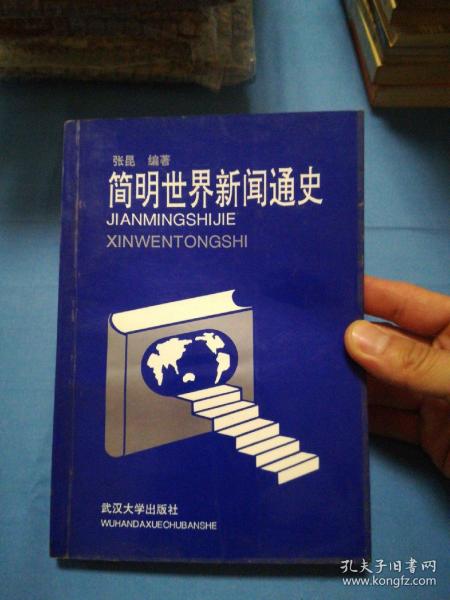 张昆 编著
简明世界新闻通史
JIANMINGSHIJIE
XINWENTONGSHI
武汉大学出版社
WUHANDAXUECHUBANSHE
孔夫子旧书网
www.kongfz.com